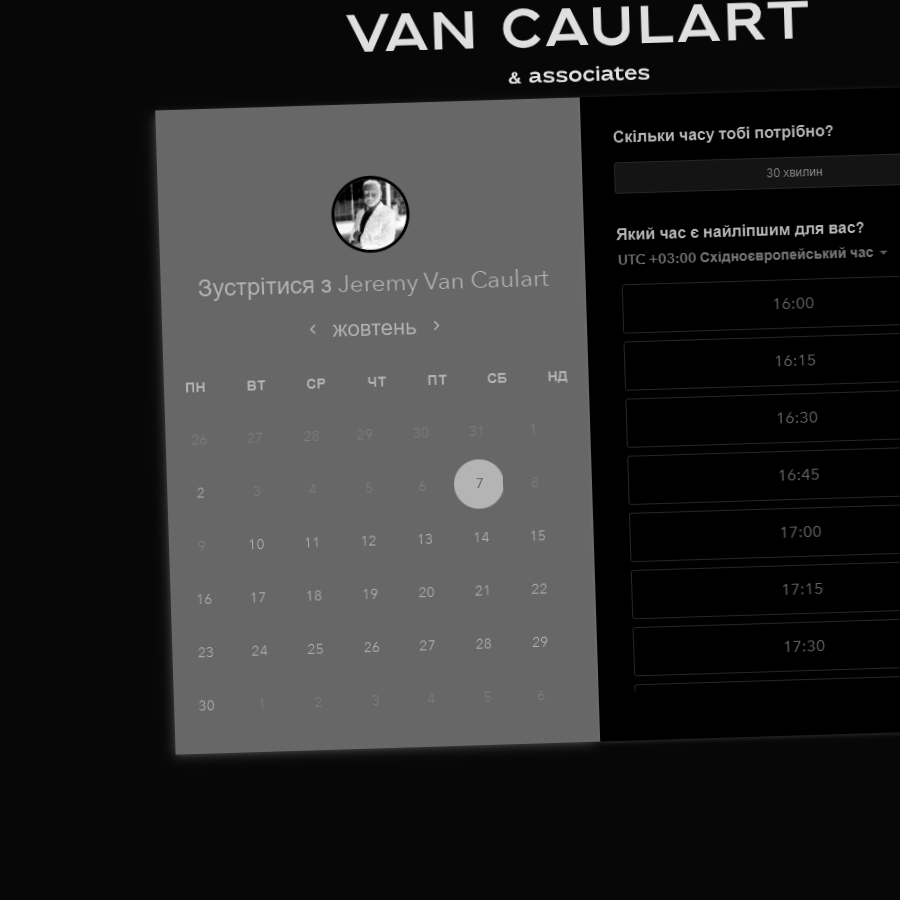 VAN CAULART
& associates
Зустрітися з Jeremy Van Caulart
жовтень
ПН ВТ СР ЧТ ПТ СБ НД
26 27 28 29 30 31 1
2 3 4 5 6 7 8
9 10 11 12 13 14 15
16 17 18 19 20 21 22
23 24 25 26 27 28 29
30 1 2 3 4 5 6
Скільки часу тобі потрібно?
30 хвилин
Який час є найліпшим для вас?
UTC +03:00 Східноєвропейський час
16:00
16:15
16:30
16:45
17:00
17:15
17:30